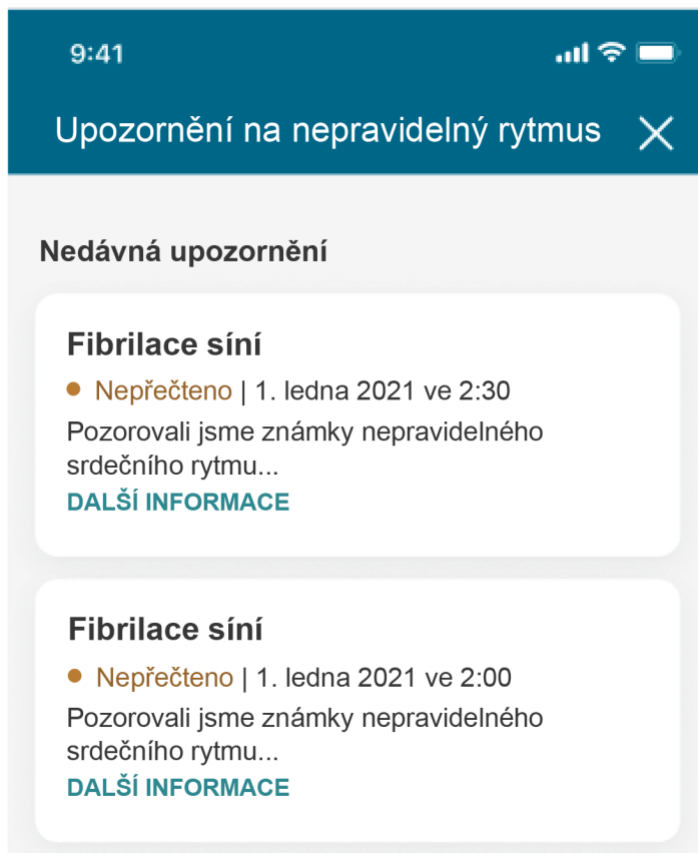 9:41
Upozornění na nepravidelný rytmus
Nedávná upozornění
Fibrilace síní
Nepřečteno | 1. ledna 2021 ve 2:30
Pozorovali jsme známky nepravidelného
srdečního rytmu...
DALŠÍ INFORMACE
Fibrilace síní
Nepřečteno | 1. ledna 2021 ve 2:00
Pozorovali jsme známky nepravidelného
srdečního rytmu...
DALŠÍ INFORMACE